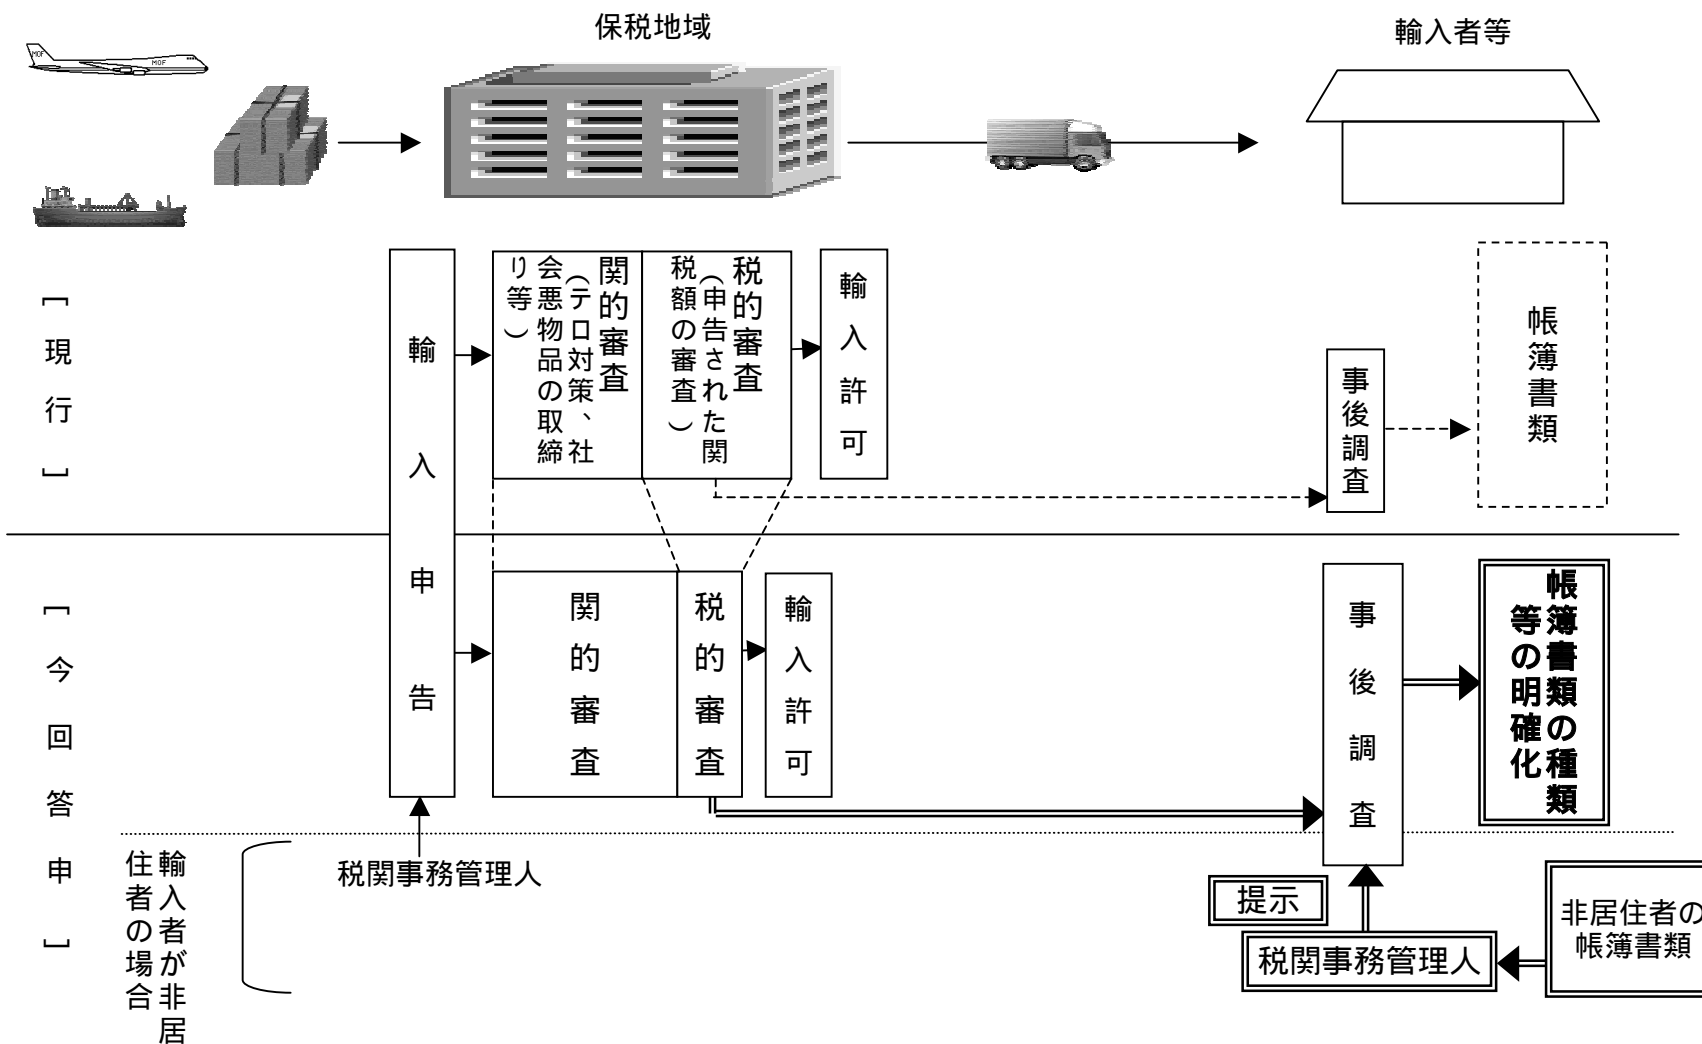 保税地域
輸入者等
MOF
MOF
［現行］
輸入申告
関的審査
（テロ対策、社
会悪物品の取締
り等）
税的審査
（申告された関
税額の審査）
輸入許可
事後調査
帳簿書類
［今回答申］
関的審査
税的審査
輸入許可
事後調査
帳簿書類の種類
等の明確化
輸入者が非居
住者の場合
税関事務管理人
提示
税関事務管理人
非居住者の
帳簿書類